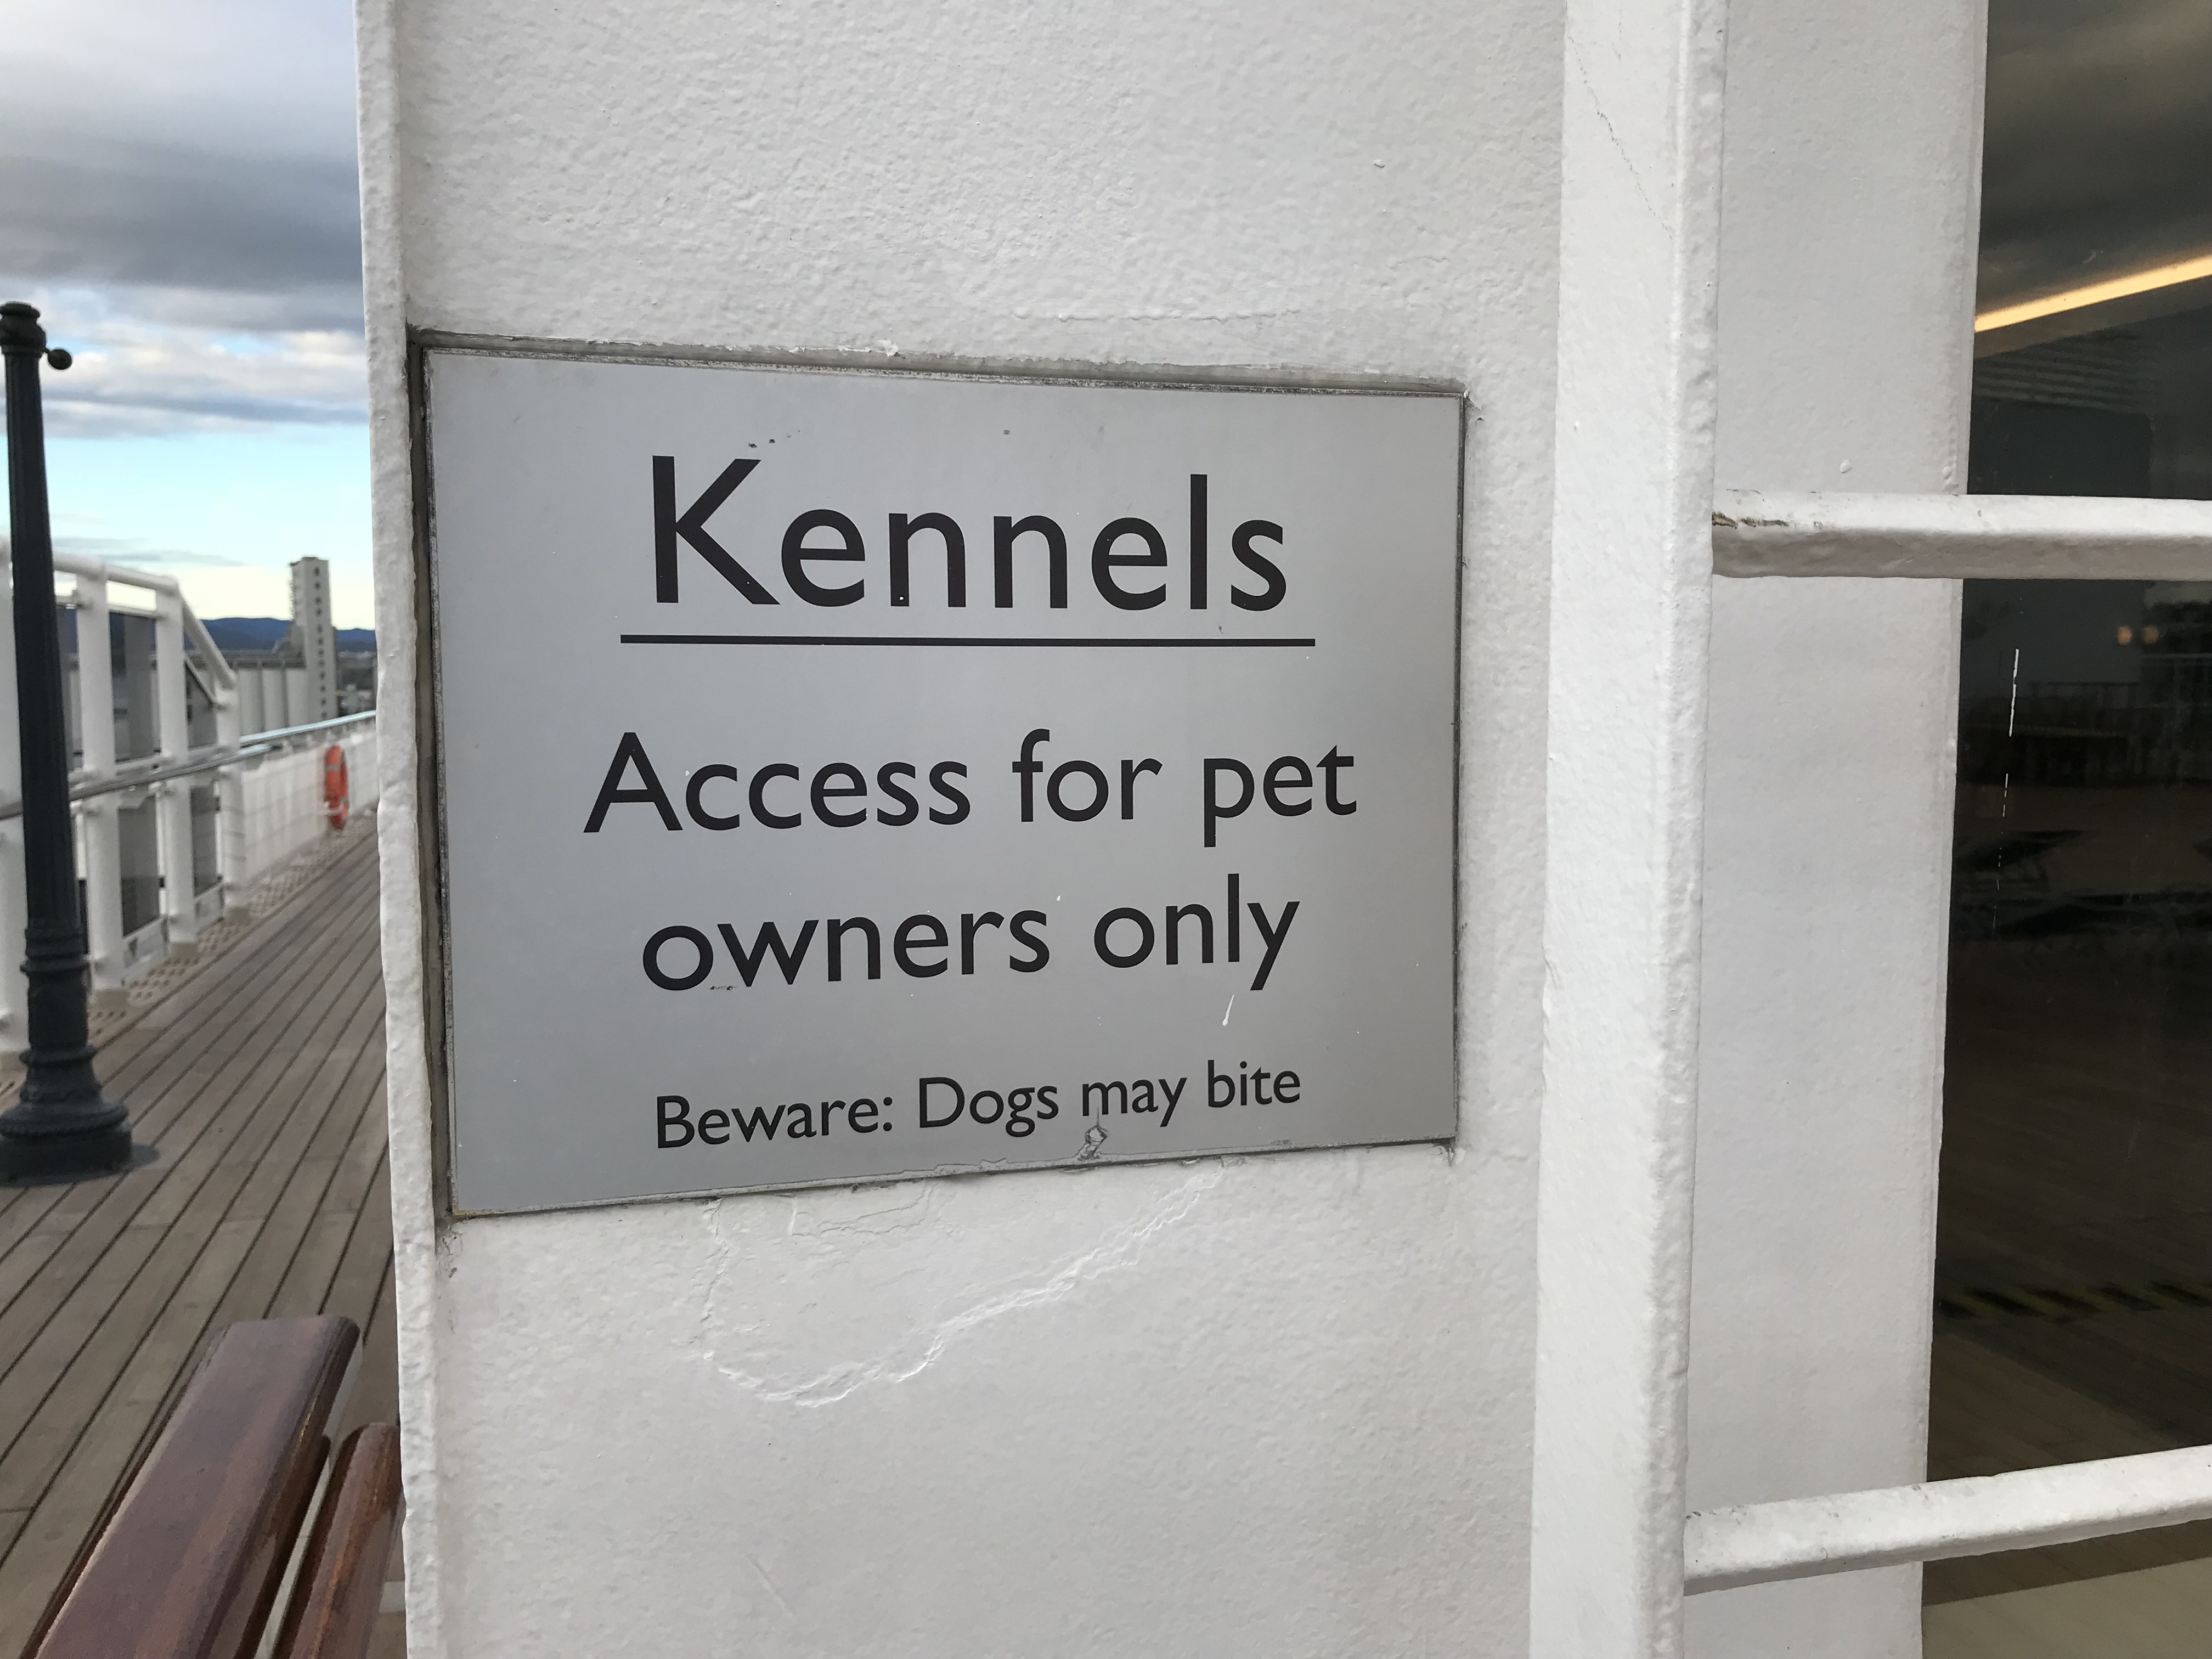 Kennels
Access for pet
owners only
Beware: Dogs may bite